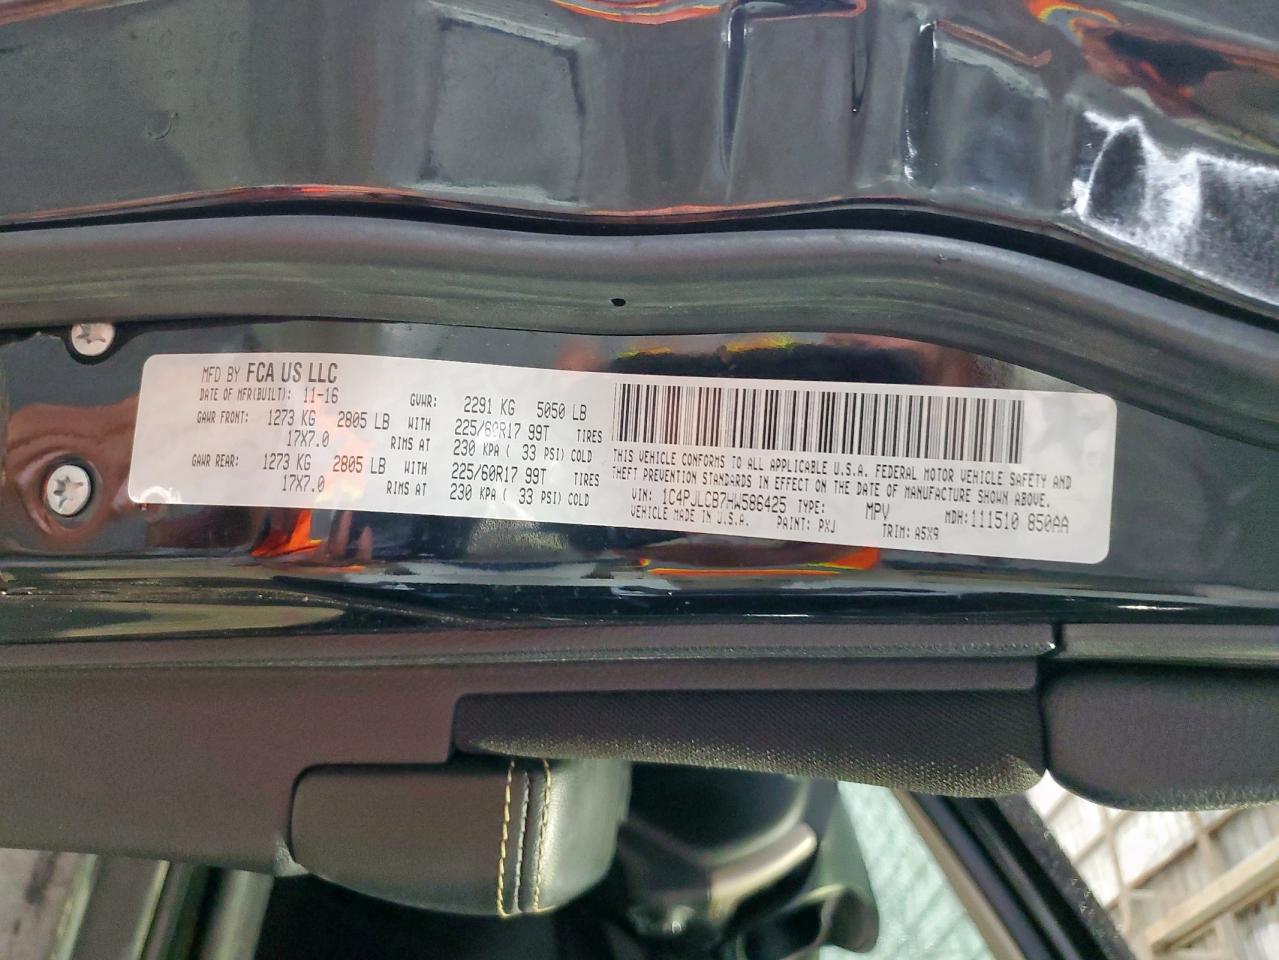 MFD BY FCA US LLC
DATE OF MFR(BUILT): 11-16 GVWR: 2291 KG 5050 LB
GAWR FRONT: 1273 KG 2805 LB WITH 225/60R17 99T TIRES
17X7.0 RIMS AT 230 KPA ( 33 PSI) COLD
GAWR REAR: 1273 KG 2805 LB WITH 225/60R17 99T TIRES
17X7.0 RIMS AT 230 KPA ( 33 PSI) COLD
THIS VEHICLE CONFORMS TO ALL APPLICABLE U.S.A. FEDERAL MOTOR VEHICLE SAFETY AND
THEFT PREVENTION STANDARDS IN EFFECT ON THE DATE OF MANUFACTURE SHOWN ABOVE.
VIN: 1C4PJLCB7HW586425 TYPE: MPV MDH: 111510 850AA
VEHICLE MADE IN U.S.A. PAINT: PXJ TRIM: A5X9